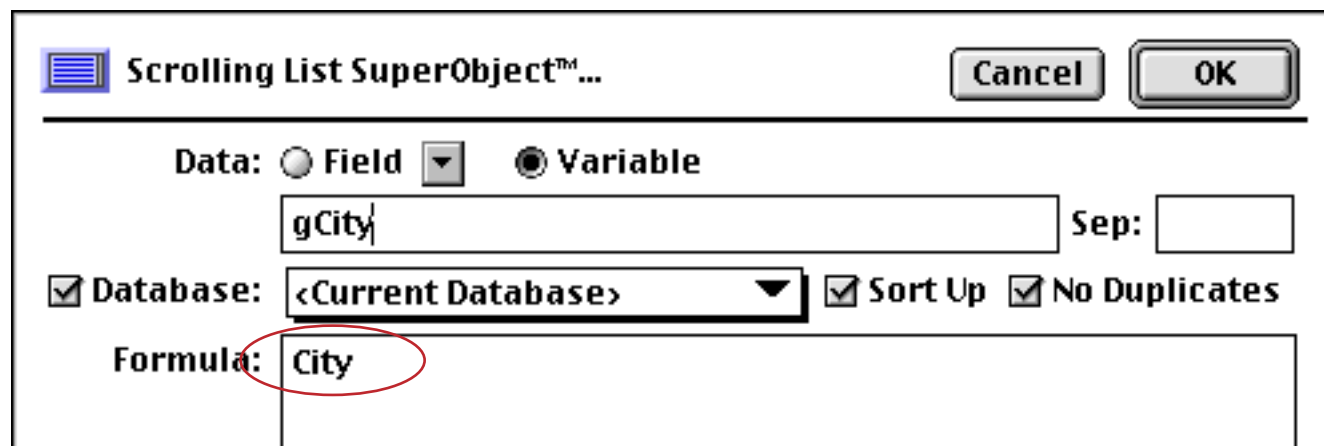 Scrolling List SuperObject™... Cancel OK
Data: Field Variable
gCity Sep:
Database: <Current Database> Sort Up No Duplicates
Formula: City